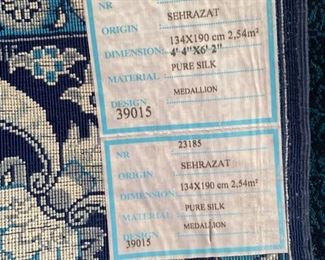 NR
ORIGIN SEHRAZAT
134X190 cm 2,54m²
DIMENSION: 4' 4"X6' 2"
MATERIAL PURE SILK
MEDALLION
DESIGN
39015
NR 23185
ORIGIN SEHRAZAT
DIMENSION: 134X190 cm 2,54m²
MATERIAL PURE SILK
MEDALLION
DESIGN
39015